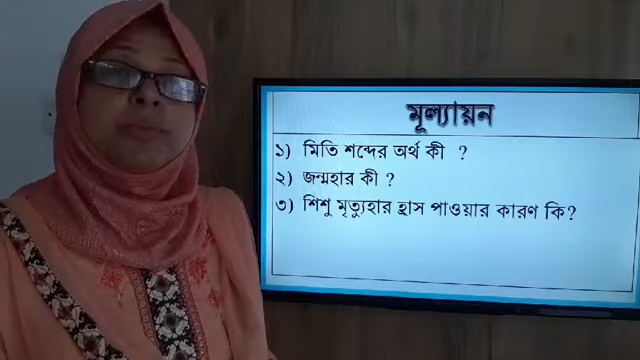 মূল্যায়ন
১) মিতি শব্দের অর্থ কী ?
২) জন্মহার কী ?
৩) শিশু মৃত্যুহার হ্রাস পাওয়ার কারণ কি?